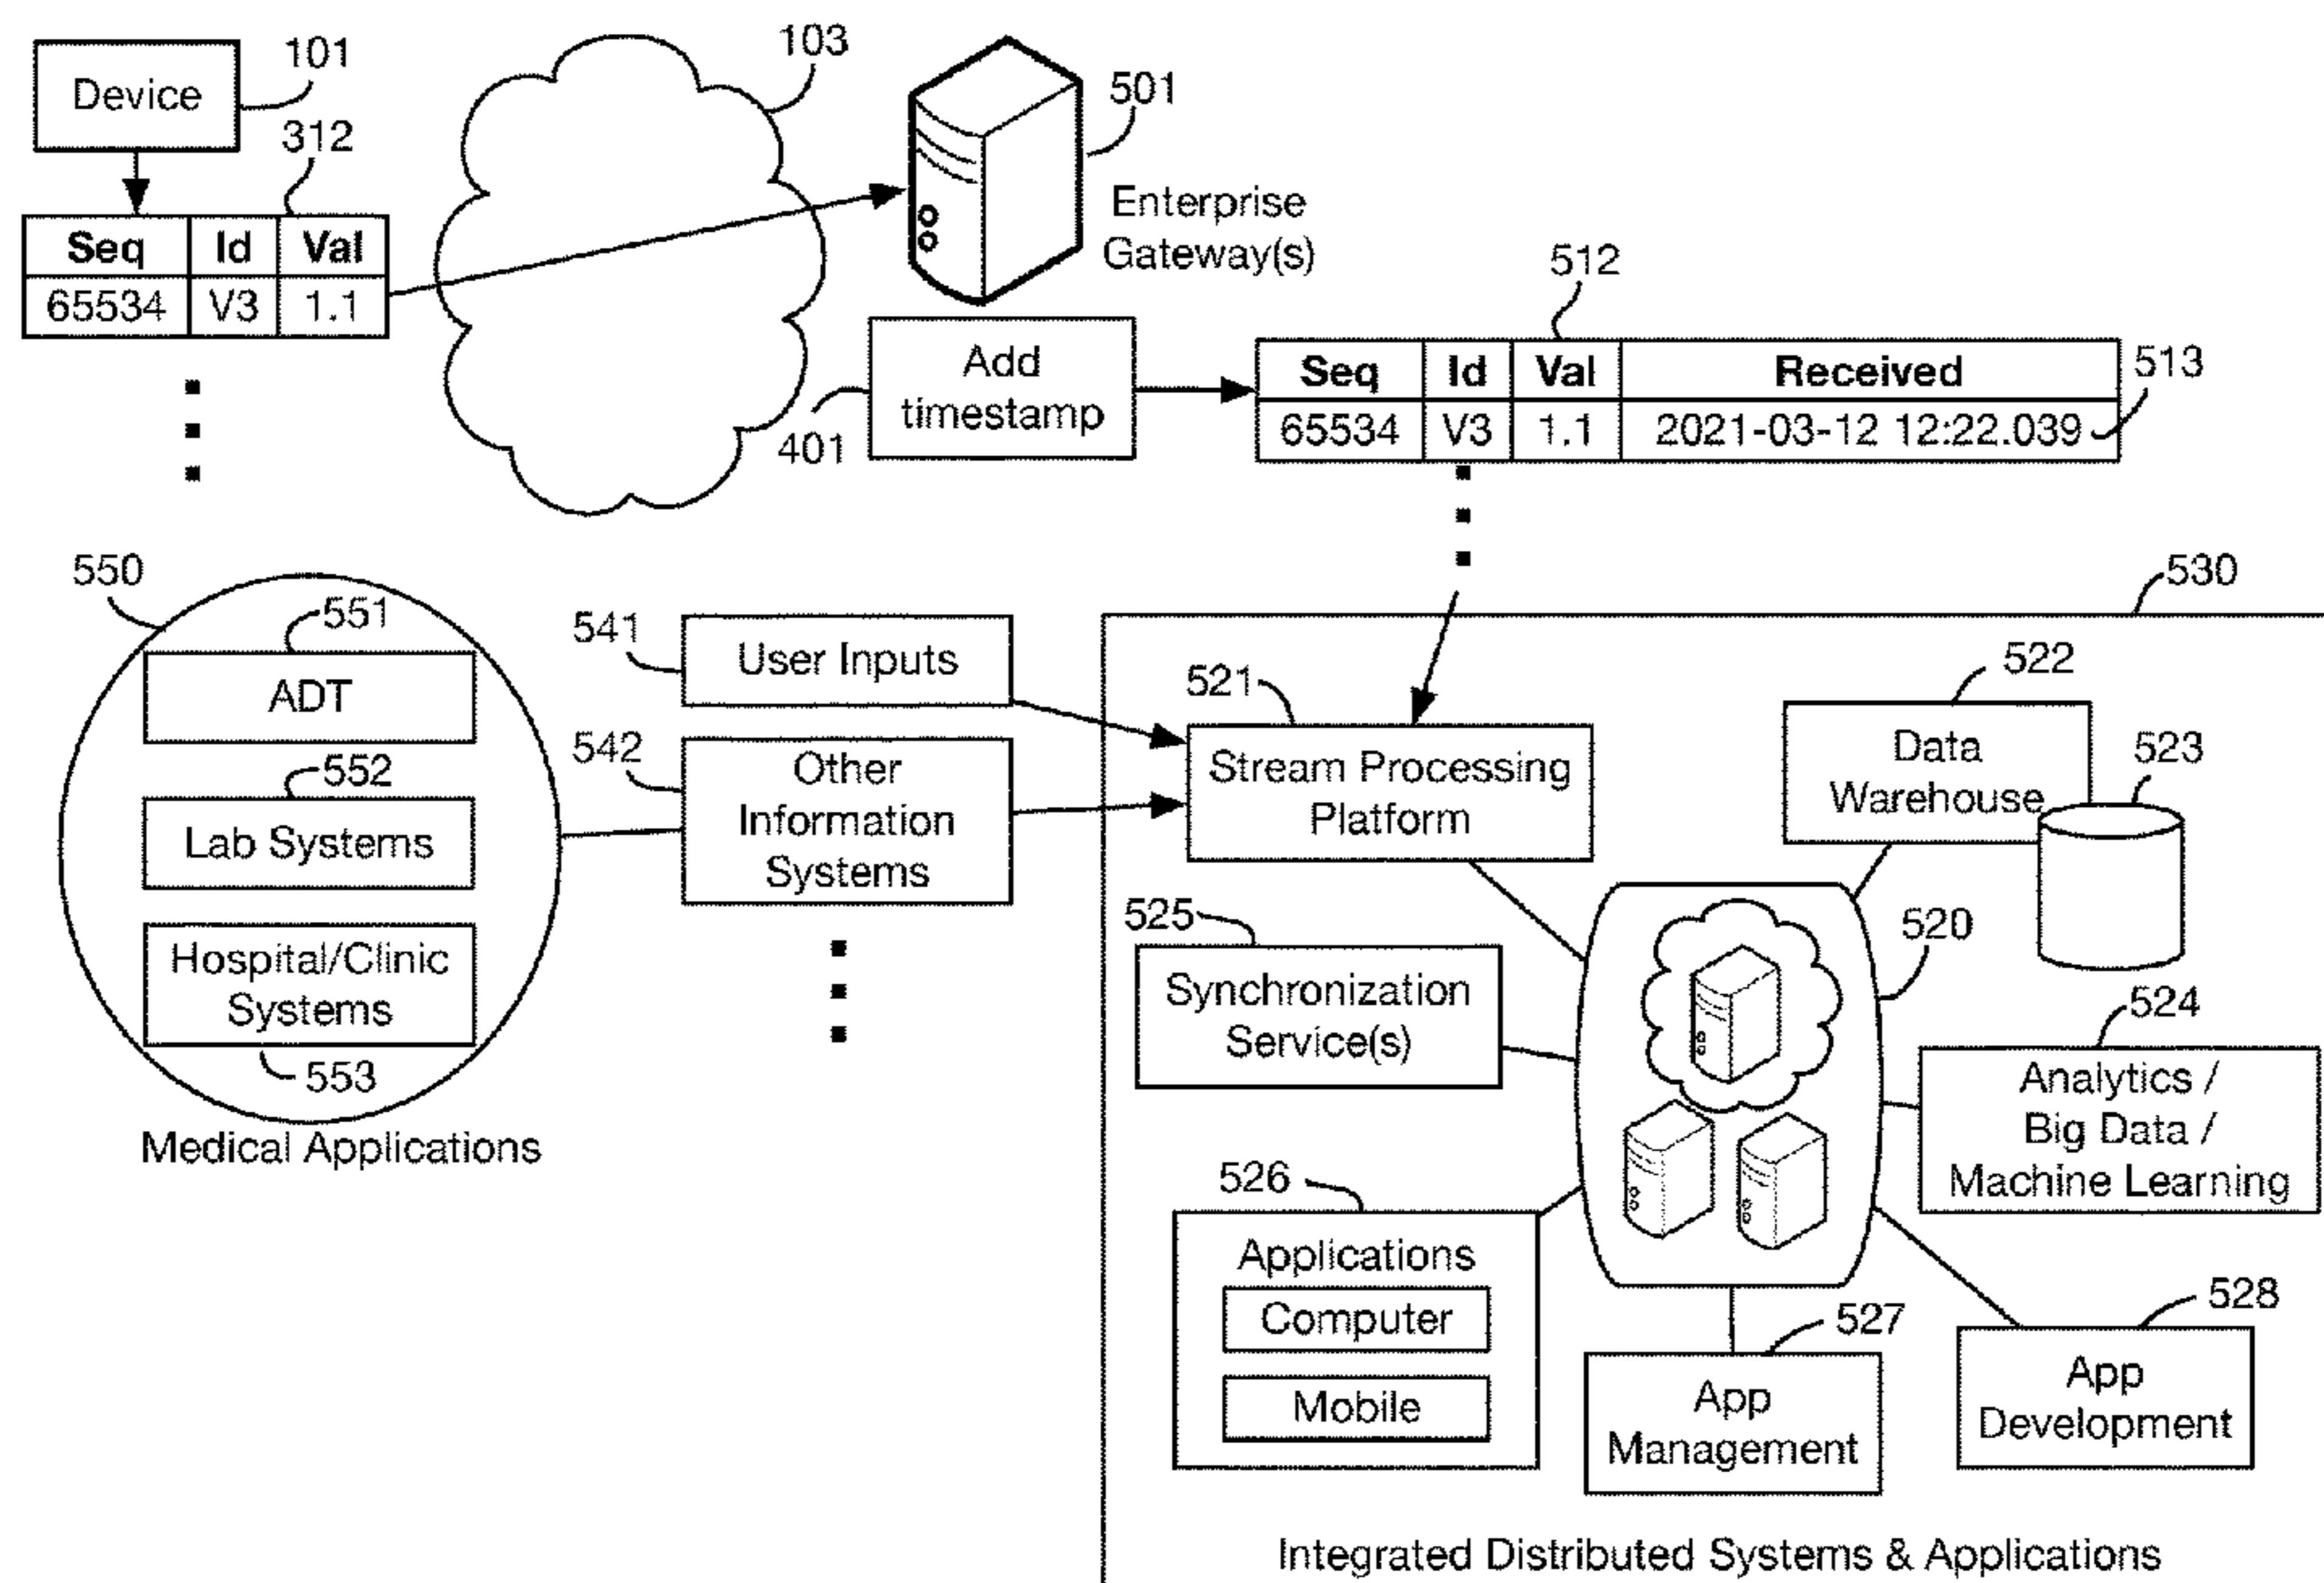 Device
101
312
Seq Id Val
65534 V3 1.1
103
501
Enterprise
Gateway(s)
Add
timestamp
401
512
Seq Id Val Received
513
65534 V3 1.1 2021-03-12 12:22.039
550
551
ADT
552
Lab Systems
Hospital/Clinic
Systems
553
Medical Applications
541
User Inputs
542
Other
Information
Systems
530
521
Stream Processing
Platform
522
Data
Warehouse
523
525
Synchronization
Service(s)
520
524
Analytics /
Big Data /
Machine Learning
526
Applications
Computer
Mobile
527
App
Management
528
App
Development
Integrated Distributed Systems & Applications